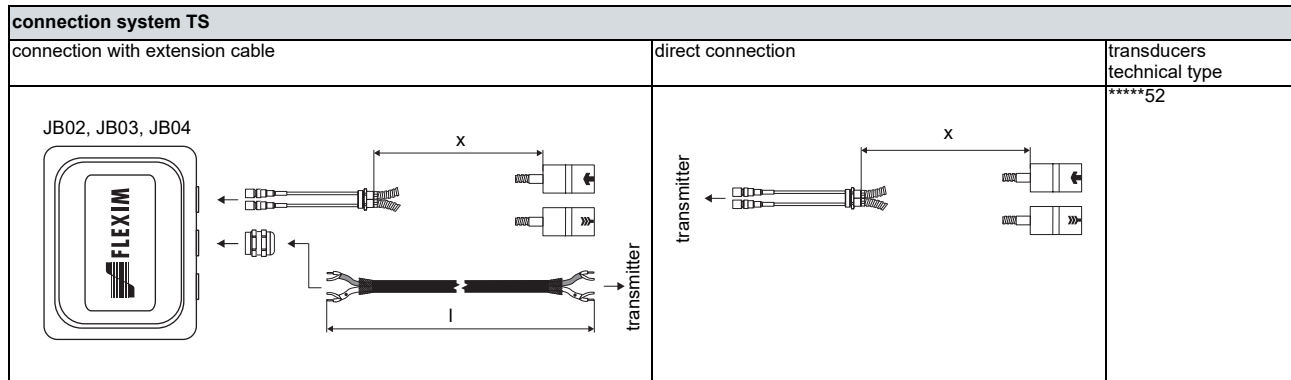 connection system TS
connection with extension cable
direct connection
transducers
technical type
*****52
JB02, JB03, JB04
x
FLEXIM
l
transmitter
x
transmitter